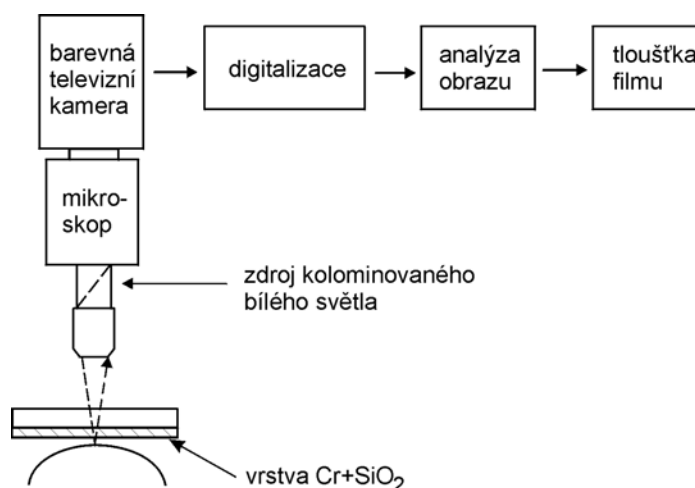 barevná
televizní
kamera
digitalizace
analýza
obrazu
tloušťka
filmu
mikro-
skop
zdroj kolominovaného
bílého světla
vrstva Cr+SiO₂